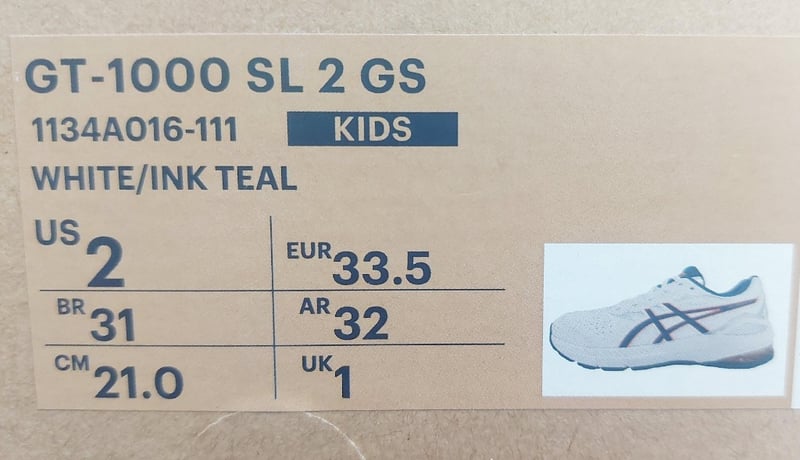 GT-1000 SL 2 GS
1134A016-111 KIDS
WHITE/INK TEAL
US 2 EUR 33.5
BR 31 AR 32
CM 21.0 UK 1